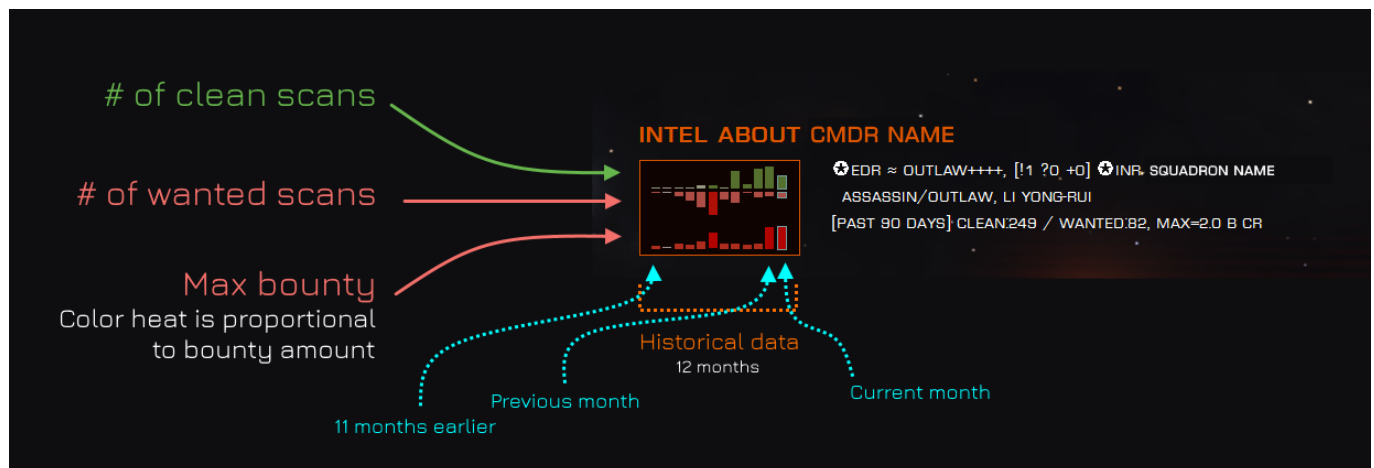 # of clean scans
# of wanted scans
Max bounty
Color heat is proportional
to bounty amount
INTEL ABOUT CMDR NAME
✪EDR ≈ OUTLAW++++, [!1 ?0 +0] ✪INR. SQUADRON NAME
ASSASSIN/OUTLAW, LI YONG-RUI
[PAST 90 DAYS] CLEAN:249 / WANTED:82, MAX=2.0 B CR
Historical data
12 months
11 months earlier
Previous month
Current month